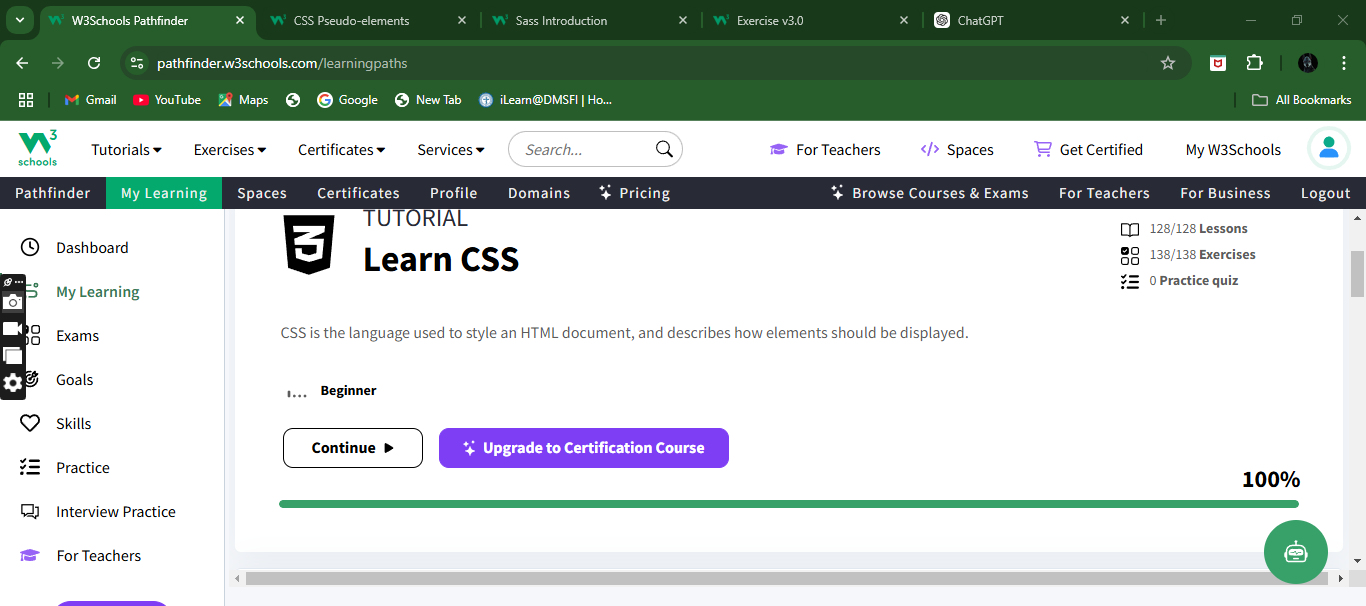 W3Schools Pathfinder
CSS Pseudo-elements
Sass Introduction
Exercise v3.0
ChatGPT
pathfinder.w3schools.com/learningpaths
Gmail
YouTube
Maps
Google
New Tab
iLearn@DMSFI | Ho...
All Bookmarks
W3
schools
Tutorials
Exercises
Certificates
Services
Search...
For Teachers
Spaces
Get Certified
My W3Schools
Pathfinder
My Learning
Spaces
Certificates
Profile
Domains
Pricing
Browse Courses & Exams
For Teachers
For Business
Logout
Dashboard
My Learning
Exams
Goals
Skills
Practice
Interview Practice
For Teachers
TUTORIAL
Learn CSS
128/128 Lessons
138/138 Exercises
0 Practice quiz
CSS is the language used to style an HTML document, and describes how elements should be displayed.
Beginner
Continue
Upgrade to Certification Course
100%